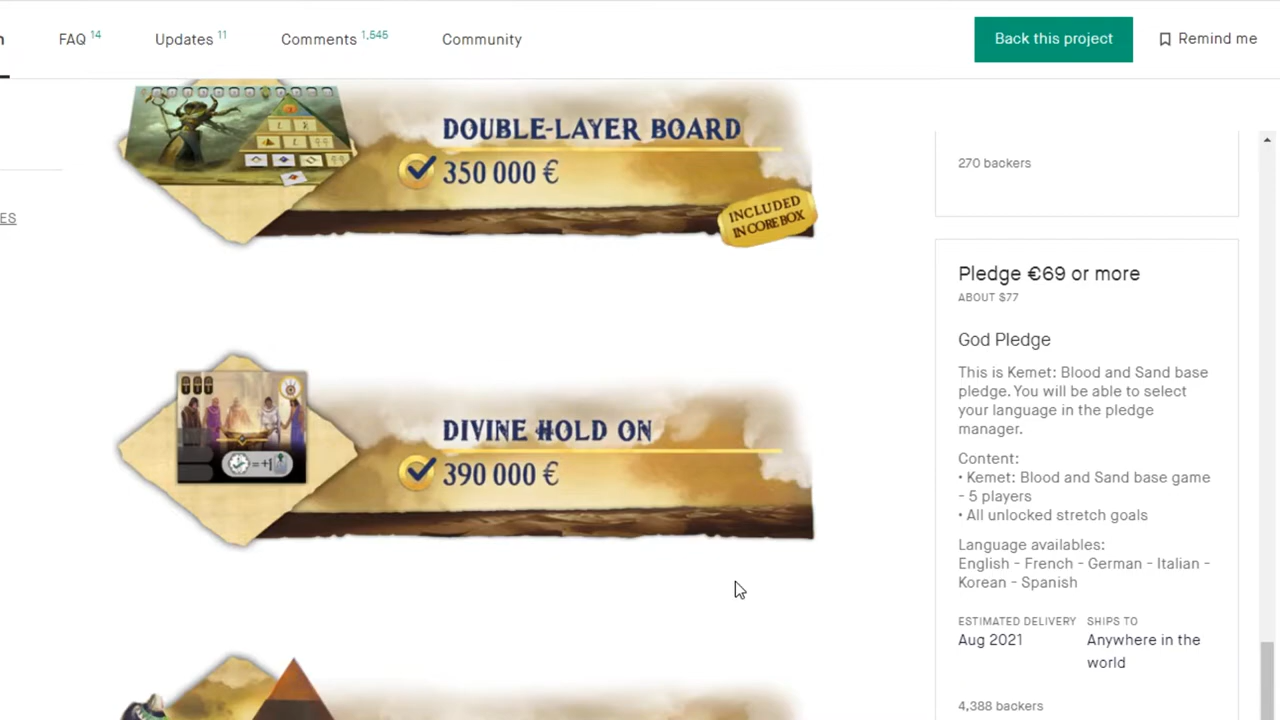 n
FAQ 14
Updates 11
Comments 1,545
Community
Back this project
Remind me
ES
DOUBLE-LAYER BOARD
350 000 €
INCLUDED
IN CORE BOX
DIVINE HOLD ON
390 000 €
=+1
270 backers
Pledge €69 or more
ABOUT $77
God Pledge
This is Kemet: Blood and Sand base
pledge. You will be able to select
your language in the pledge
manager.
Content:
• Kemet: Blood and Sand base game
- 5 players
• All unlocked stretch goals
Language availables:
English - French - German - Italian -
Korean - Spanish
ESTIMATED DELIVERY
Aug 2021
SHIPS TO
Anywhere in the
world
4,388 backers